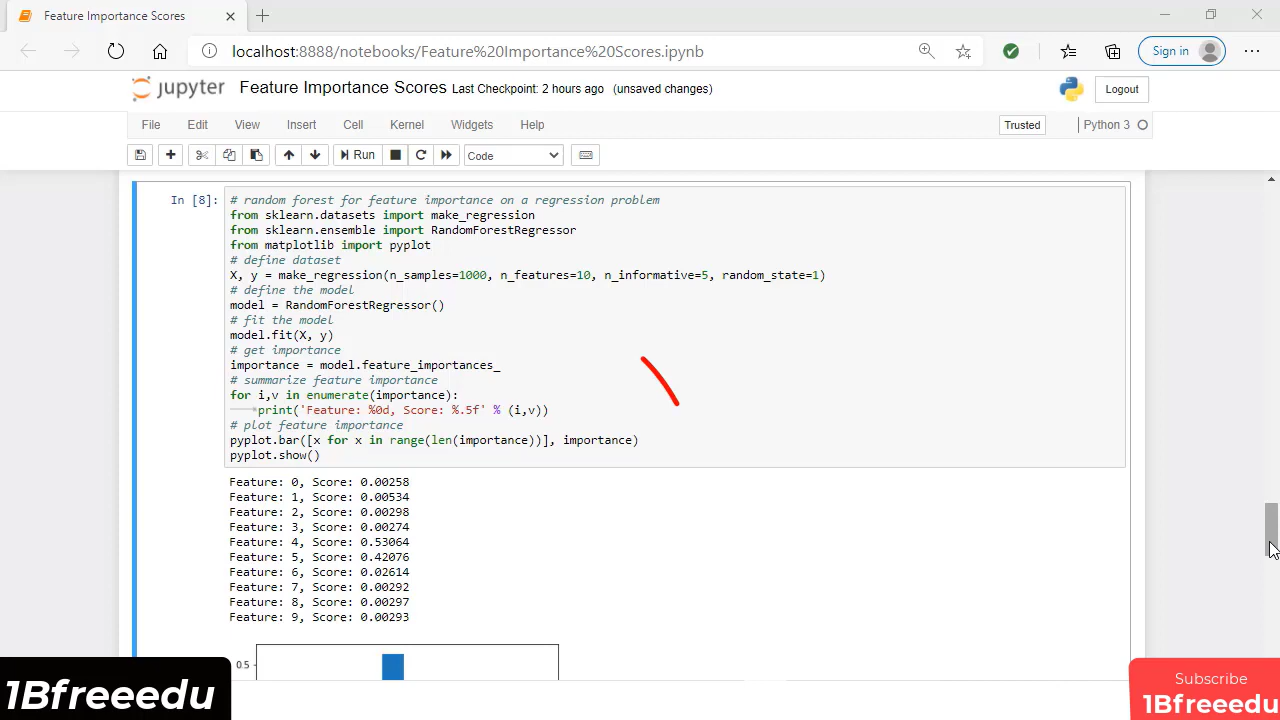 Feature Importance Scores
localhost:8888/notebooks/Feature%20Importance%20Scores.ipynb
Sign in
jupyter Feature Importance Scores Last Checkpoint: 2 hours ago (unsaved changes)
Logout
File Edit View Insert Cell Kernel Widgets Help
Trusted
Python 3
Run
Code
In [8]:
# random forest for feature importance on a regression problem
from sklearn.datasets import make_regression
from sklearn.ensemble import RandomForestRegressor
from matplotlib import pyplot
# define dataset
X, y = make_regression(n_samples=1000, n_features=10, n_informative=5, random_state=1)
# define the model
model = RandomForestRegressor()
# fit the model
model.fit(X, y)
# get importance
importance = model.feature_importances_
# summarize feature importance
for i,v in enumerate(importance):
print('Feature: %0d, Score: %.5f' % (i,v))
# plot feature importance
pyplot.bar([x for x in range(len(importance))], importance)
pyplot.show()
Feature: 0, Score: 0.00258
Feature: 1, Score: 0.00534
Feature: 2, Score: 0.00298
Feature: 3, Score: 0.00274
Feature: 4, Score: 0.53064
Feature: 5, Score: 0.42076
Feature: 6, Score: 0.02614
Feature: 7, Score: 0.00292
Feature: 8, Score: 0.00297
Feature: 9, Score: 0.00293
0.5
1Bfreeedu
Subscribe
1Bfreeedu